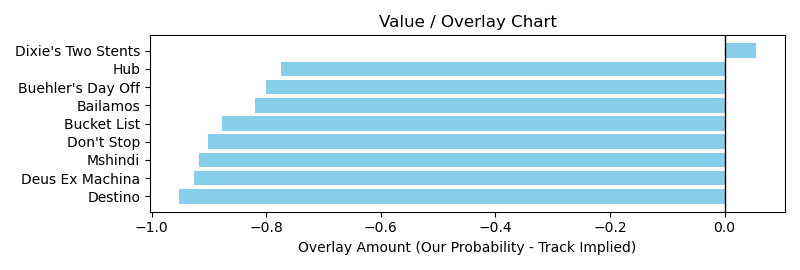 Value / Overlay Chart
Dixie's Two Stents
Hub
Buehler's Day Off
Bailamos
Bucket List
Don't Stop
Mshindi
Deus Ex Machina
Destino
−1.0 −0.8 −0.6 −0.4 −0.2 0.0
Overlay Amount (Our Probability - Track Implied)